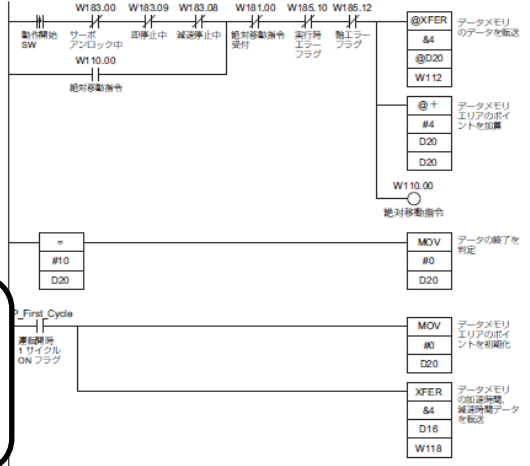 W183.00 W183.09 W183.08 W181.00 W185.10 W185.12
動作開始
SW
サーボ
アンロック中
即停止中
減速停止中
絶対移動指令
受付
実行時
エラー
フラグ
軸エラー
フラグ
@XFER
&4
@D20
W112
データメモリ
のデータを転送
W110.00
絶対移動指令
@+
#4
D20
D20
データメモリ
エリアのポイ
ントを加算
W110.00
絶対移動指令
=
#10
D20
MOV
#0
D20
データの終了を
判定
P_First_Cycle
運転開時
1サイクル
ONフラグ
MOV
#0
D20
データメモリ
エリアのポイ
ントを初期化
XFER
&4
D16
W118
データメモリ
の加速時間、
減速時間データ
を転送